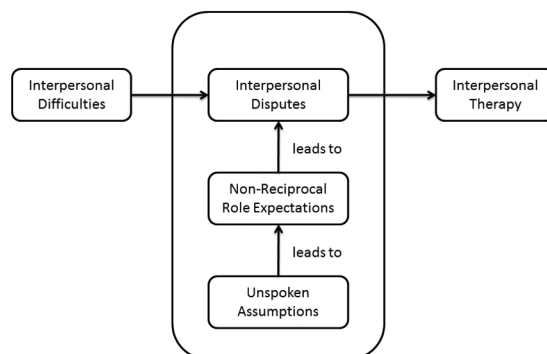 Interpersonal
Difficulties
Interpersonal
Disputes
Interpersonal
Therapy
leads to
Non-Reciprocal
Role Expectations
leads to
Unspoken
Assumptions